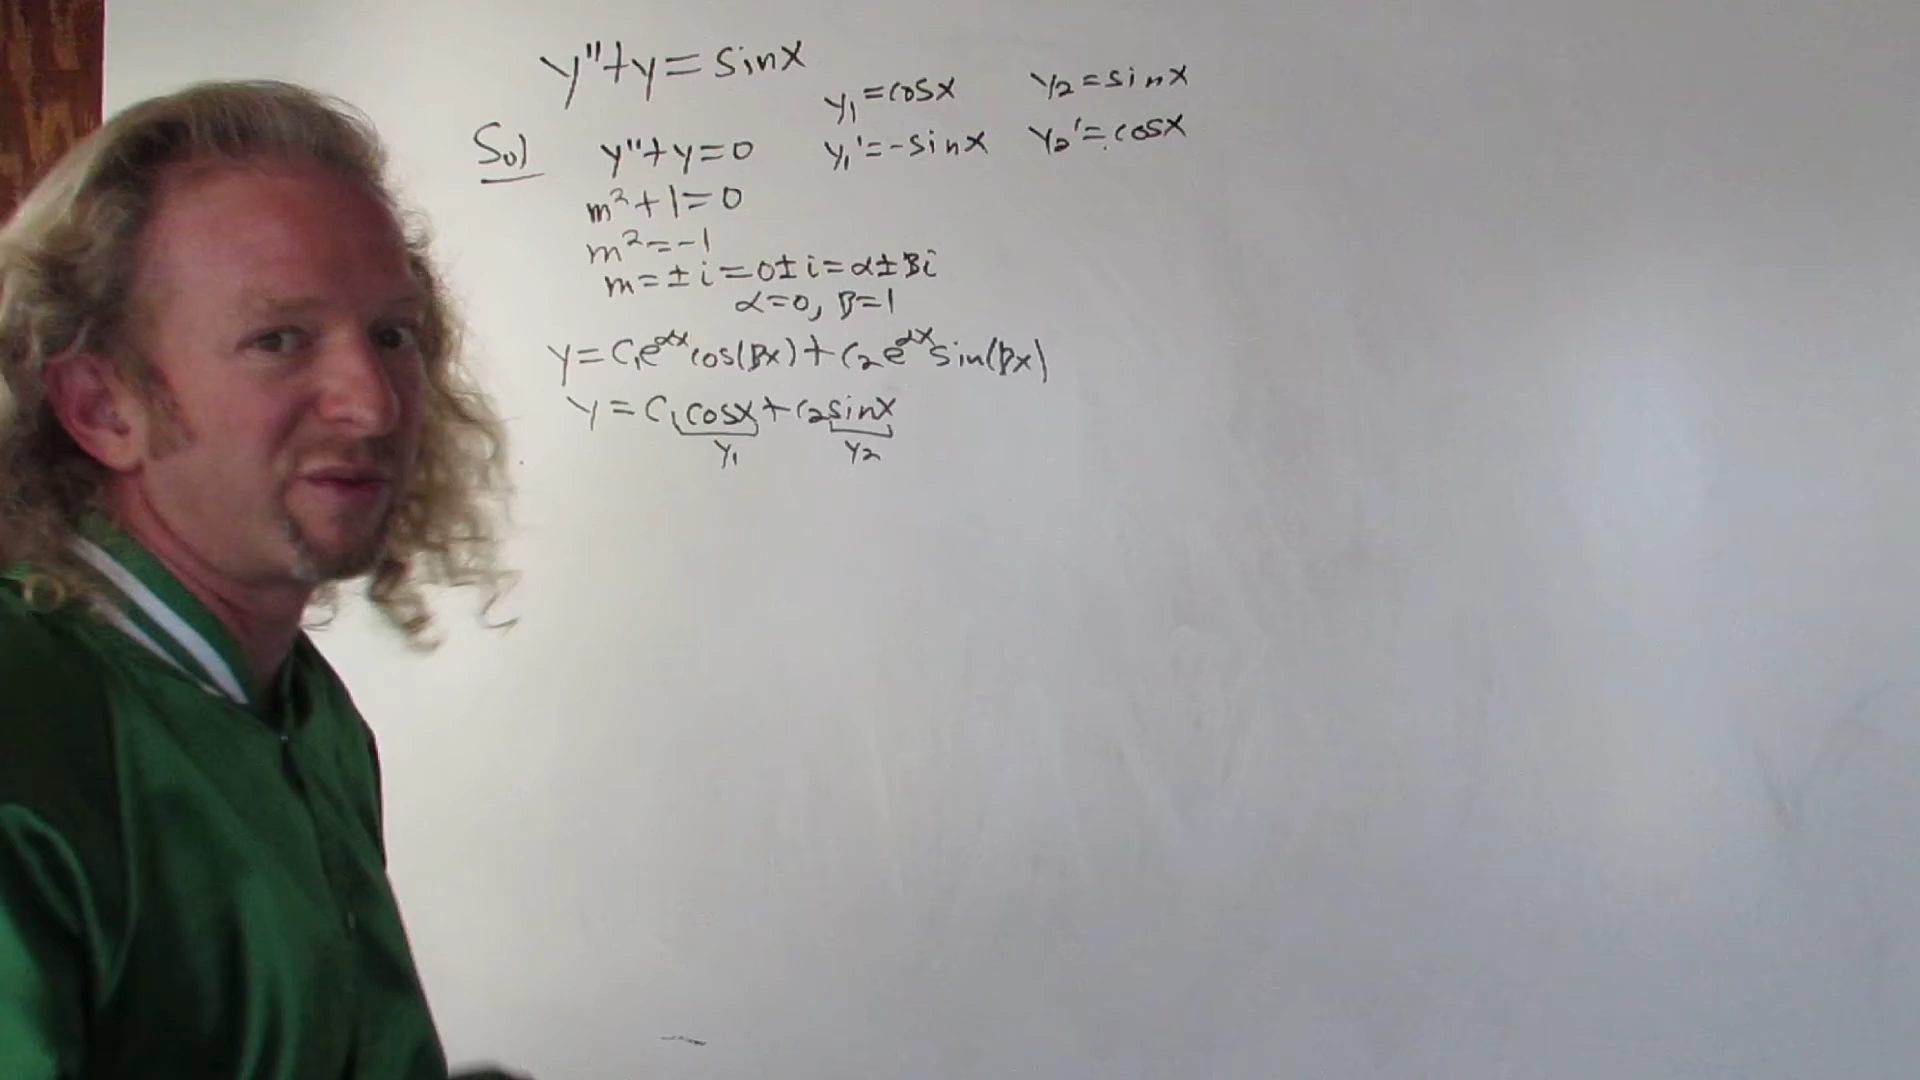 y''+y=sinx
y₁=cosx y₂=sinx
Sol y''+y=0 y₁'=-sinx y₂'=cosx
m²+1=0
m²=-1
m=±i=0±i=α±βi
α=0, β=1
y=c₁e^αx cos(βx)+c₂e^αx sin(βx)
y=c₁cosx+c₂sinx
y₁ y₂